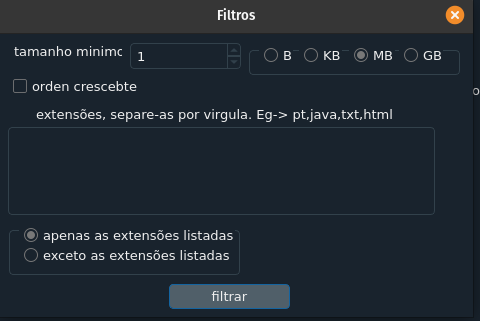 Filtros
tamanho minimo
1 B KB MB GB
orden crescebte
extensões, separe-as por virgula. Eg-> pt,java,txt,html
apenas as extensões listadas
exceto as extensões listadas
filtrar